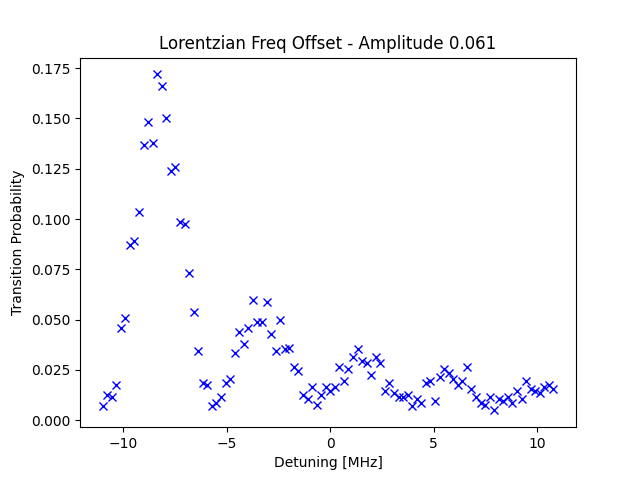 Lorentzian Freq Offset - Amplitude 0.061
Transition Probability
0.175
0.150
0.125
0.100
0.075
0.050
0.025
0.000
−10 −5 0 5 10
Detuning [MHz]